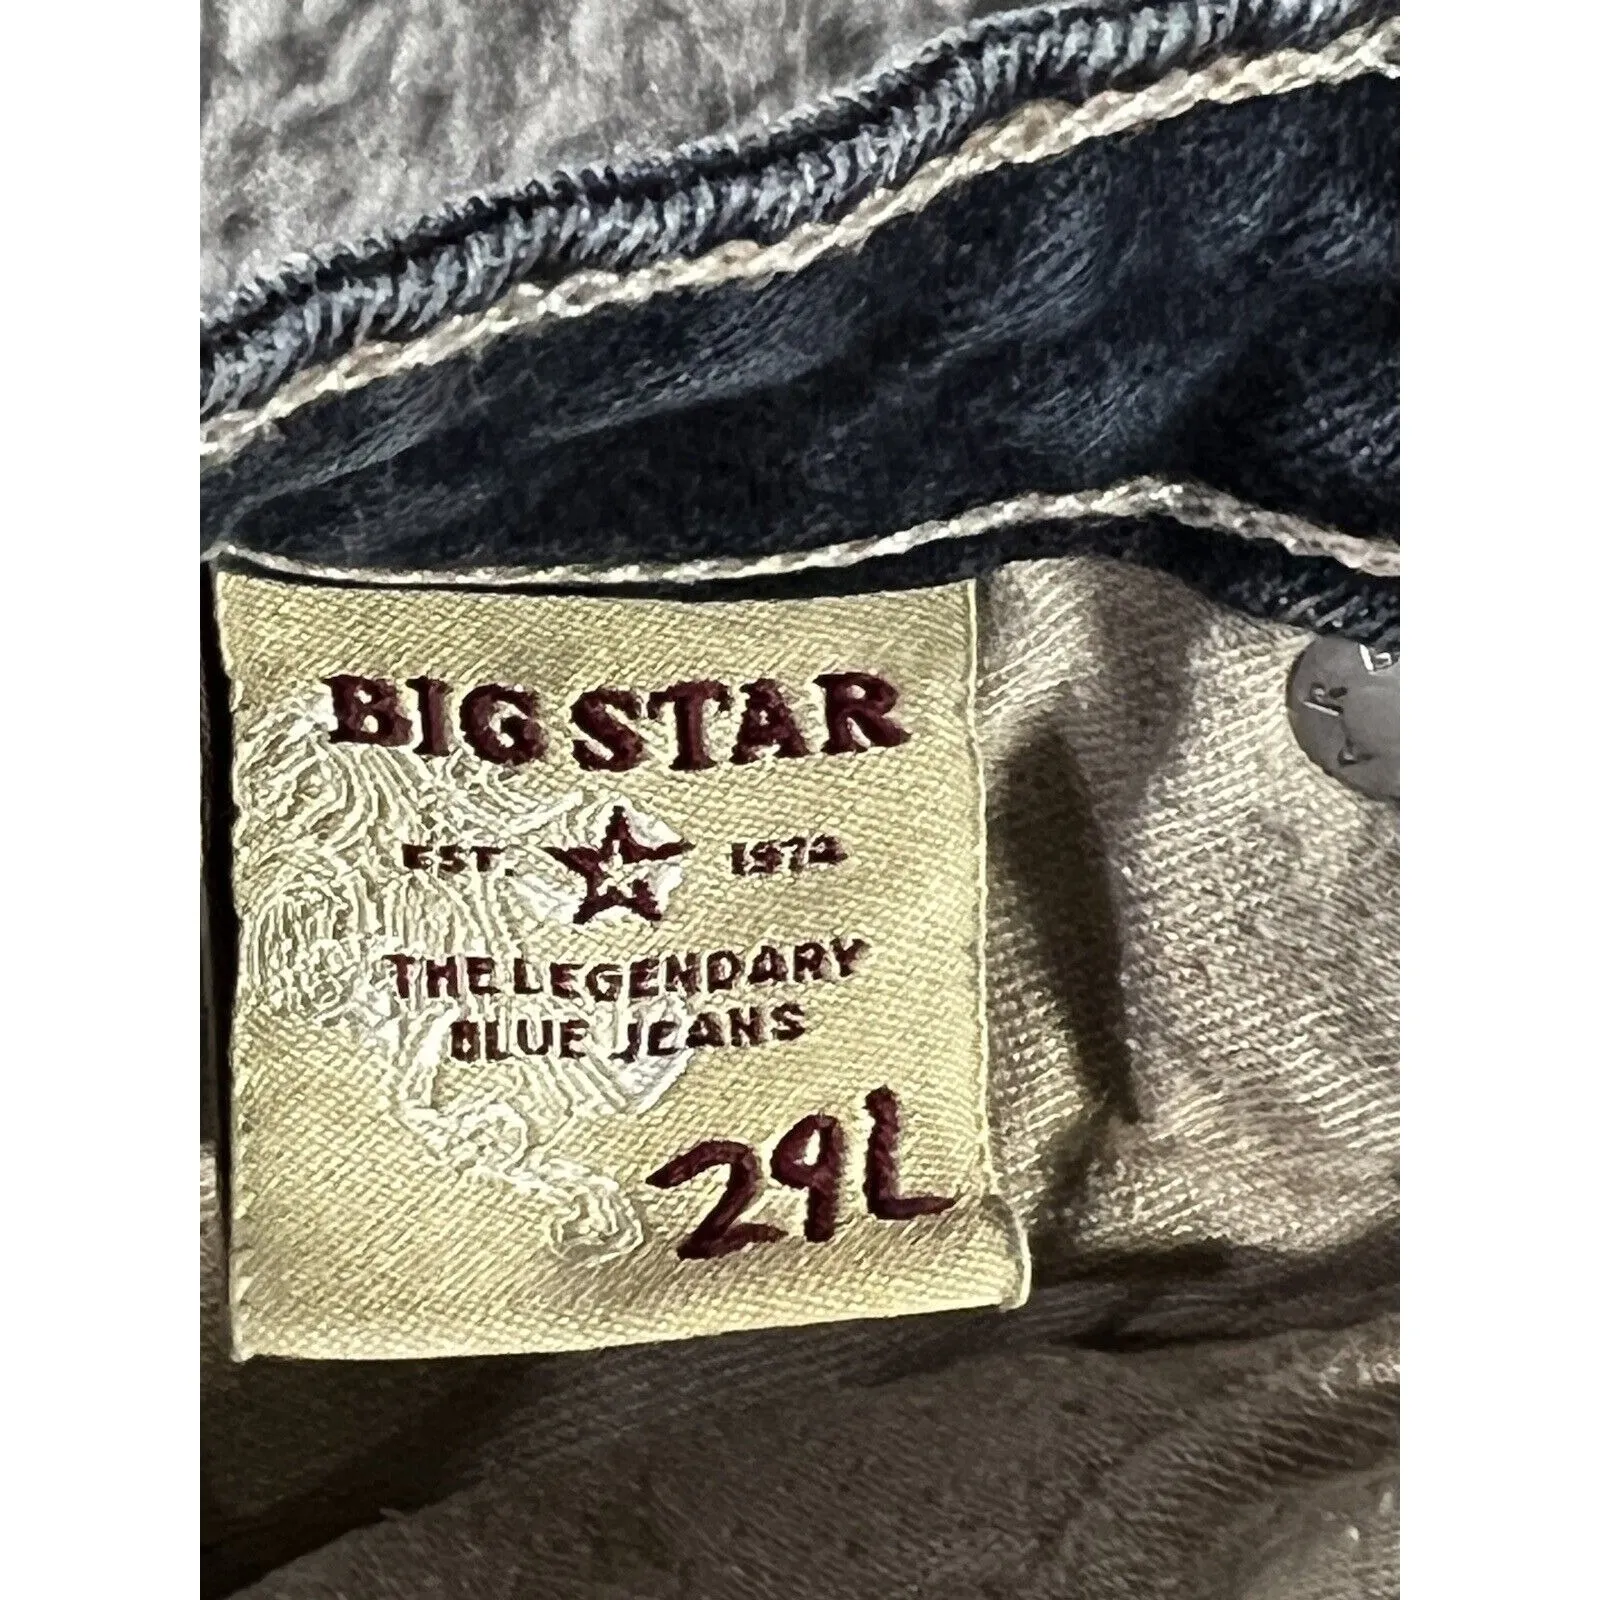 BIG STAR
EST. 1974
THE LEGENDARY
BLUE JEANS
29L